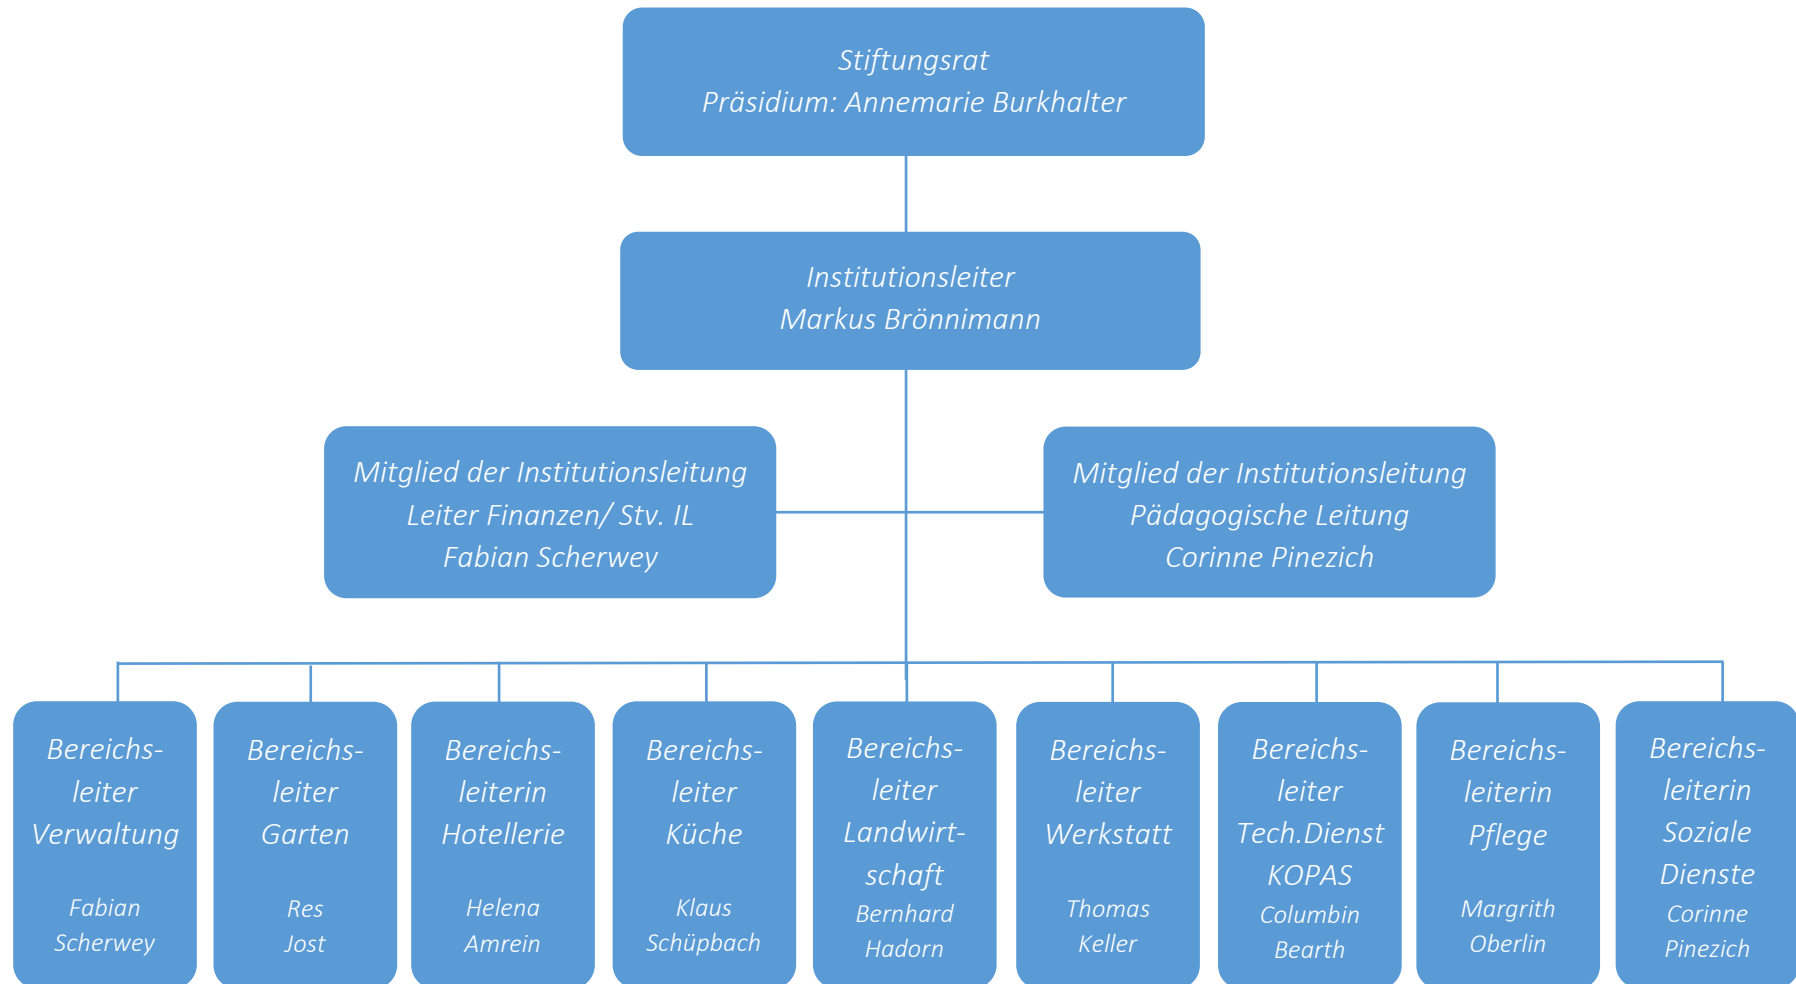 Stiftungsrat
Präsidium: Annemarie Burkhalter
Institutionsleiter
Markus Brönnimann
Mitglied der Institutionsleitung
Leiter Finanzen/ Stv. IL
Fabian Scherwey
Mitglied der Institutionsleitung
Pädagogische Leitung
Corinne Pinezich
Bereichs-
leiter
Verwaltung
Fabian
Scherwey
Bereichs-
leiter
Garten
Res
Jost
Bereichs-
leiterin
Hotellerie
Helena
Amrein
Bereichs-
leiter
Küche
Klaus
Schüpbach
Bereichs-
leiter
Landwirt-
schaft
Bernhard
Hadorn
Bereichs-
leiter
Werkstatt
Thomas
Keller
Bereichs-
leiter
Tech.Dienst
KOPAS
Columbin
Bearth
Bereichs-
leiterin
Pflege
Margrith
Oberlin
Bereichs-
leiterin
Soziale
Dienste
Corinne
Pinezich